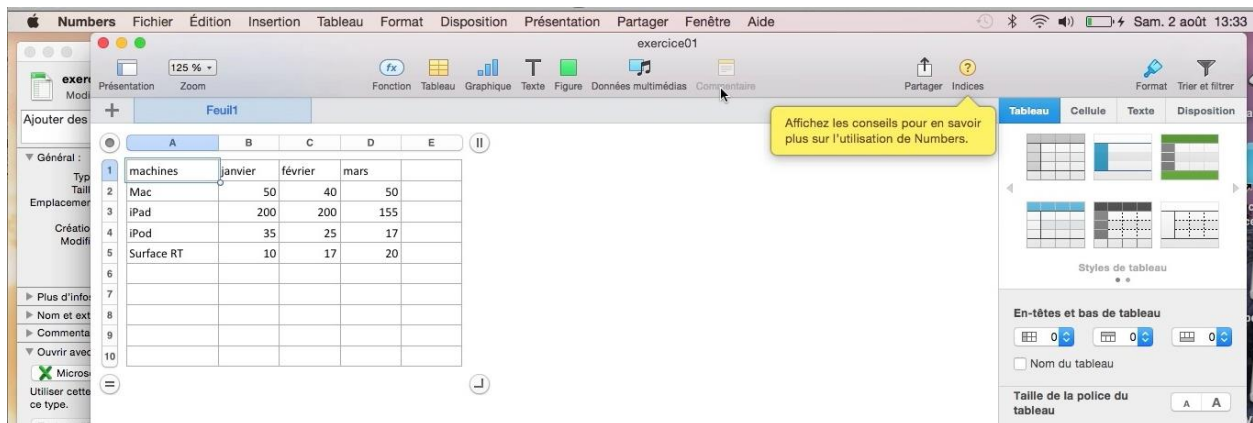 Numbers Fichier Édition Insertion Tableau Format Disposition Présentation Partager Fenêtre Aide Sam. 2 août 13:33
exercice01
125 %
Présentation Zoom Fonction Tableau Graphique Texte Figure Données multimédias Commentaire Partager Indices Format Trier et filtrer
Feuil1
Affichez les conseils pour en savoir
plus sur l'utilisation de Numbers.
Tableau Cellule Texte Disposition
A B C D E
1 machines janvier février mars
2 Mac 50 40 50
3 iPad 200 200 155
4 iPod 35 25 17
5 Surface RT 10 17 20
6
7
8
9
10
Ajouter des
Général :
Styles de tableau
En-têtes et bas de tableau
0 0 0
Nom du tableau
Taille de la police du
tableau
A A
Plus d'info
Nom et ext
Commenta
Ouvrir avec
Utiliser cette
ce type.